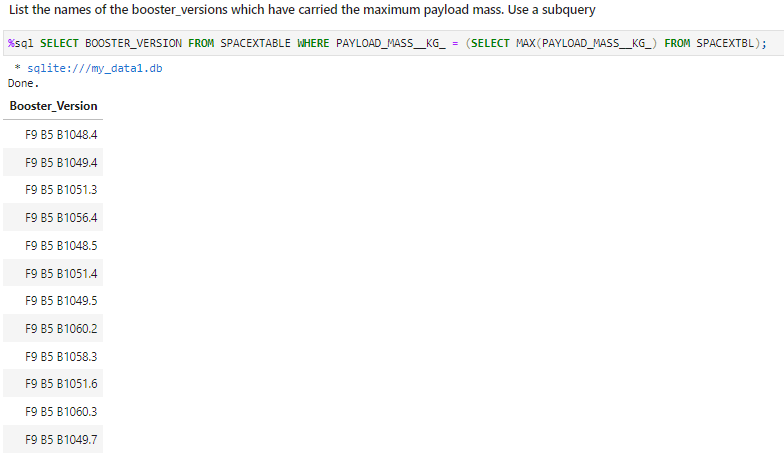 List the names of the booster_versions which have carried the maximum payload mass. Use a subquery
%sql SELECT BOOSTER_VERSION FROM SPACEXTABLE WHERE PAYLOAD_MASS__KG_ = (SELECT MAX(PAYLOAD_MASS__KG_) FROM SPACEXTBL);
* sqlite:///my_data1.db
Done.
Booster_Version
F9 B5 B1048.4
F9 B5 B1049.4
F9 B5 B1051.3
F9 B5 B1056.4
F9 B5 B1048.5
F9 B5 B1051.4
F9 B5 B1049.5
F9 B5 B1060.2
F9 B5 B1058.3
F9 B5 B1051.6
F9 B5 B1060.3
F9 B5 B1049.7